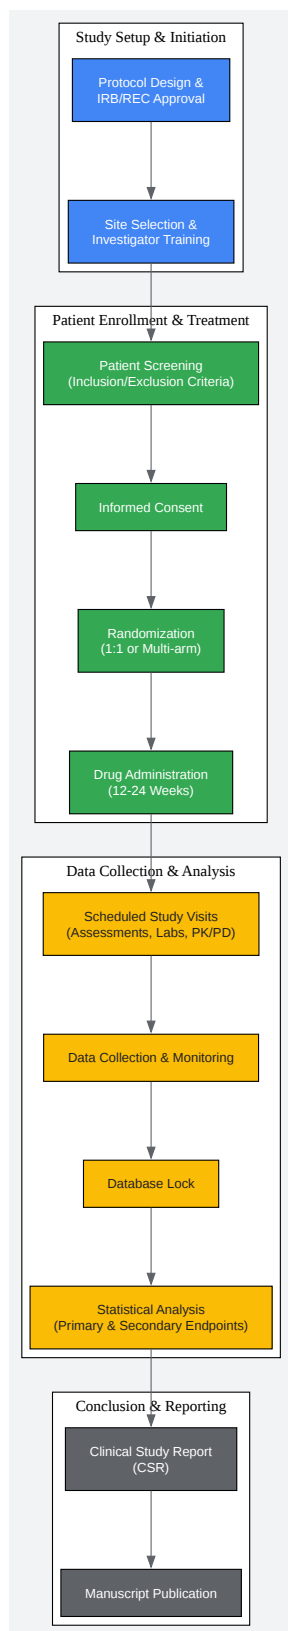 Study Setup & Initiation
Protocol Design &
IRB/REC Approval
Site Selection &
Investigator Training
Patient Enrollment & Treatment
Patient Screening
(Inclusion/Exclusion Criteria)
Informed Consent
Randomization
(1:1 or Multi-arm)
Drug Administration
(12-24 Weeks)
Data Collection & Analysis
Scheduled Study Visits
(Assessments, Labs, PK/PD)
Data Collection & Monitoring
Database Lock
Statistical Analysis
(Primary & Secondary Endpoints)
Conclusion & Reporting
Clinical Study Report
(CSR)
Manuscript Publication